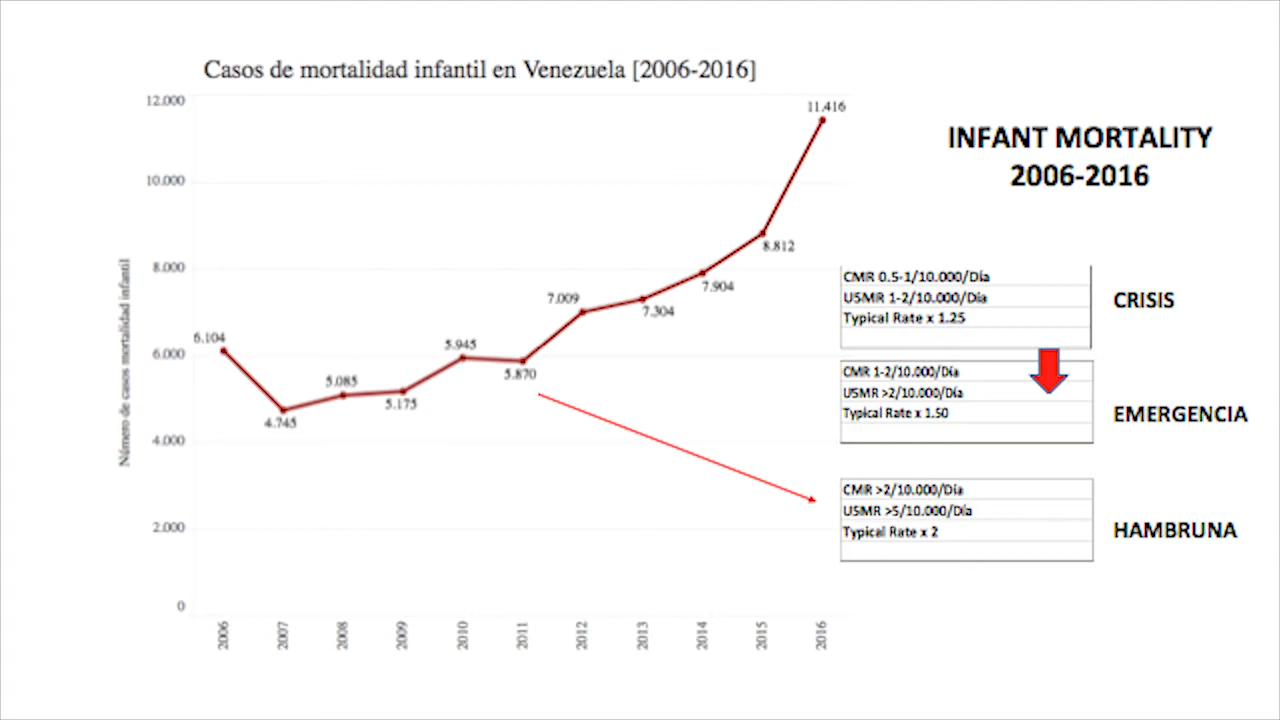 Casos de mortalidad infantil en Venezuela [2006-2016]
Número de casos mortalidad infantil
12.000
10.000
8.000
6.000
4.000
2.000
0
6.104
4.745
5.085
5.175
5.945
5.870
7.009
7.304
7.904
8.812
11.416
2006
2007
2008
2009
2010
2011
2012
2013
2014
2015
2016
INFANT MORTALITY
2006-2016
CMR 0.5-1/10.000/Día
U5MR 1-2/10.000/Día
Typical Rate x 1.25
CRISIS
CMR 1-2/10.000/Día
U5MR >2/10.000/Día
Typical Rate x 1.50
EMERGENCIA
CMR >2/10.000/Día
U5MR >5/10.000/Día
Typical Rate x 2
HAMBRUNA